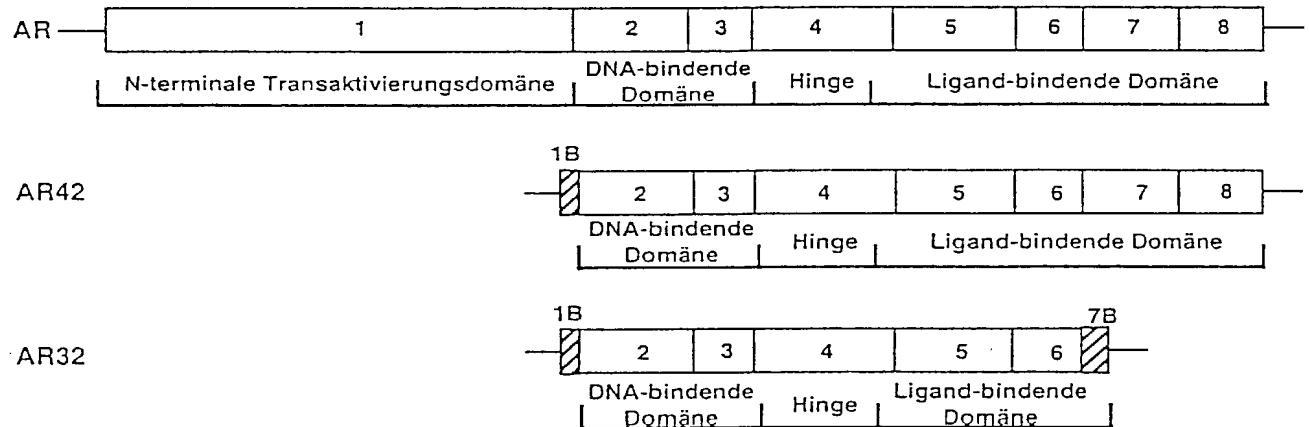 AR 1 2 3 4 5 6 7 8
N-terminale Transaktivierungsdomäne DNA-bindende Domäne Hinge Ligand-bindende Domäne
1B
AR42 2 3 4 5 6 7 8
DNA-bindende Domäne Hinge Ligand-bindende Domäne
1B 7B
AR32 2 3 4 5 6
DNA-bindende Domäne Hinge Ligand-bindende Domäne